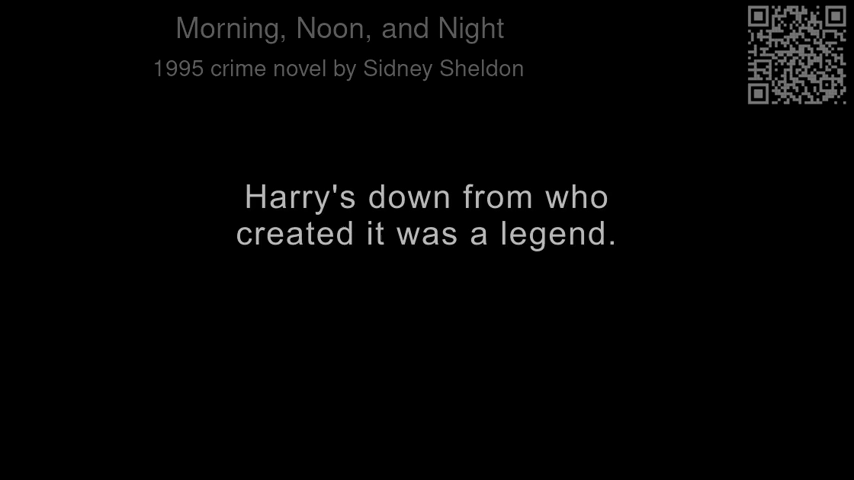 Morning, Noon, and Night
1995 crime novel by Sidney Sheldon
Harry's down from who
created it was a legend.